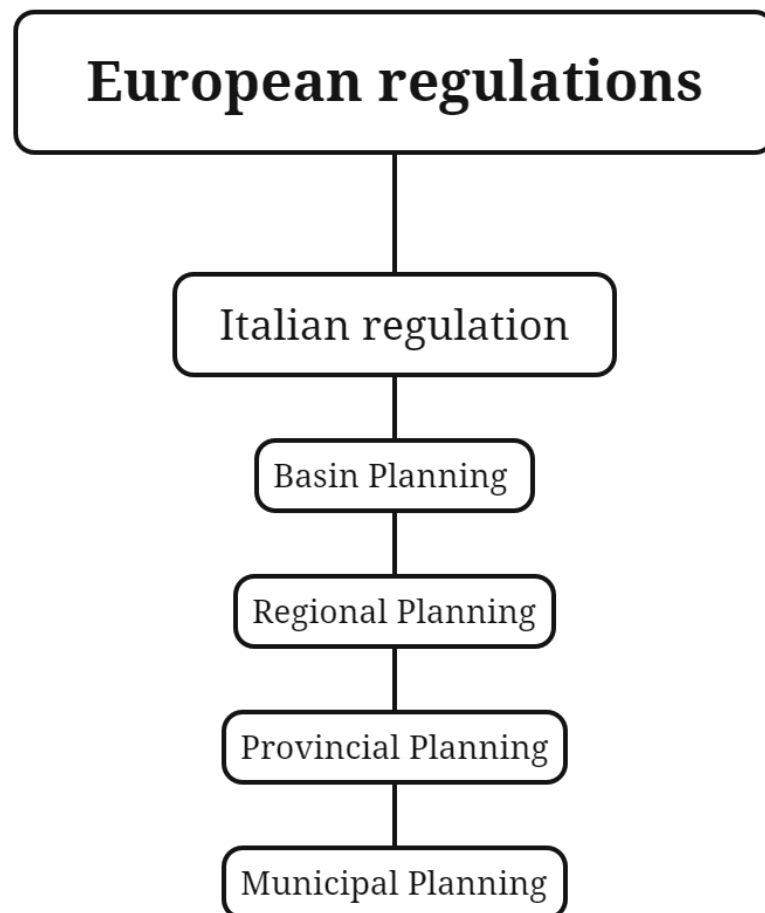 European regulations
Italian regulation
Basin Planning
Regional Planning
Provincial Planning
Municipal Planning